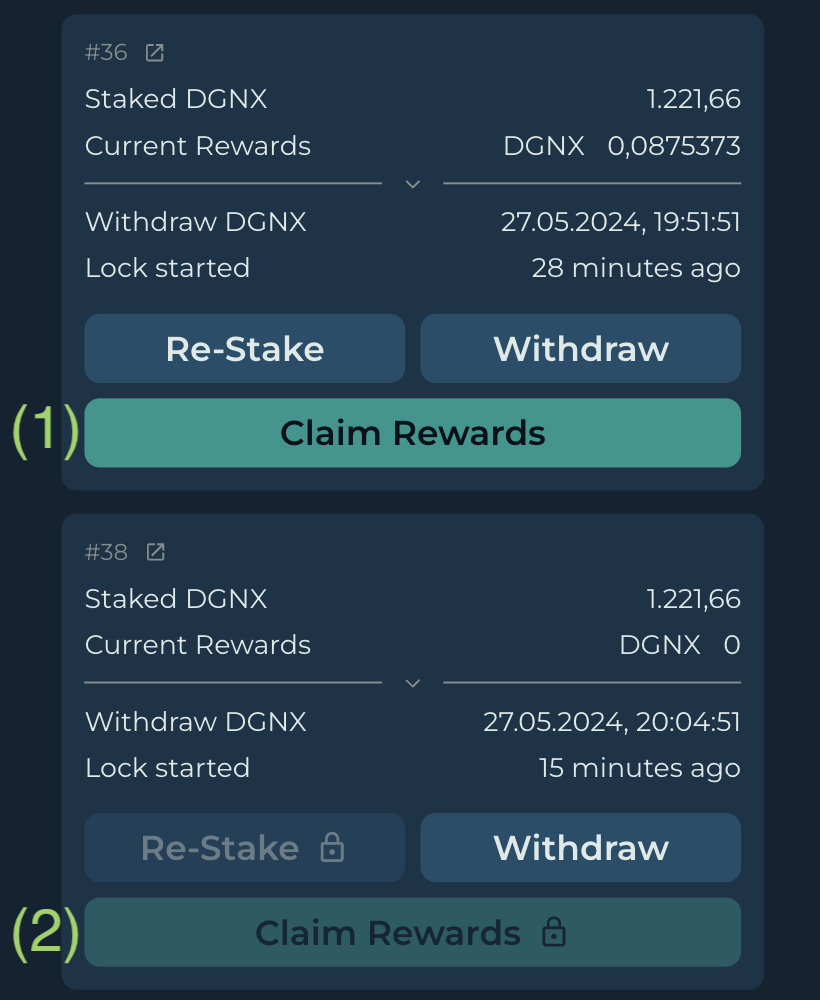 #36
Staked DGNX 1.221,66
Current Rewards DGNX 0,0875373
Withdraw DGNX 27.05.2024, 19:51:51
Lock started 28 minutes ago
Re-Stake Withdraw
(1) Claim Rewards
#38
Staked DGNX 1.221,66
Current Rewards DGNX 0
Withdraw DGNX 27.05.2024, 20:04:51
Lock started 15 minutes ago
Re-Stake Withdraw
(2) Claim Rewards